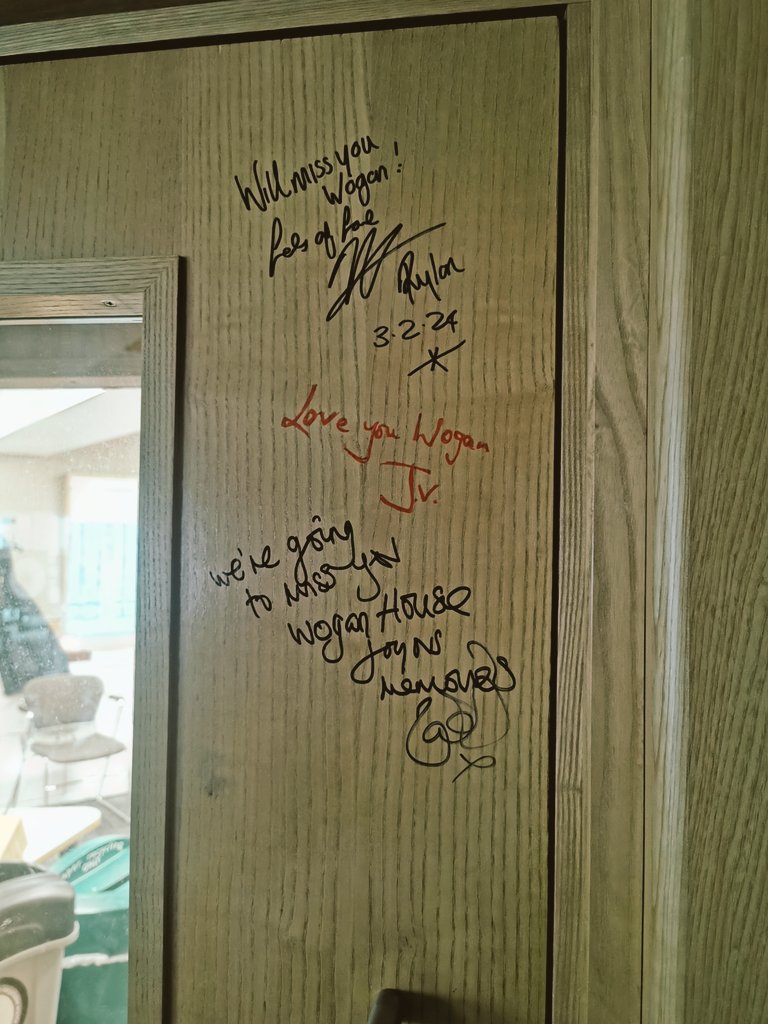 Will miss you
Wogan!
Lots of love
Rylan
3.2.24
Love you Wogan
J.V.
we're going
to miss you
Wogan House
joyous
memories
x